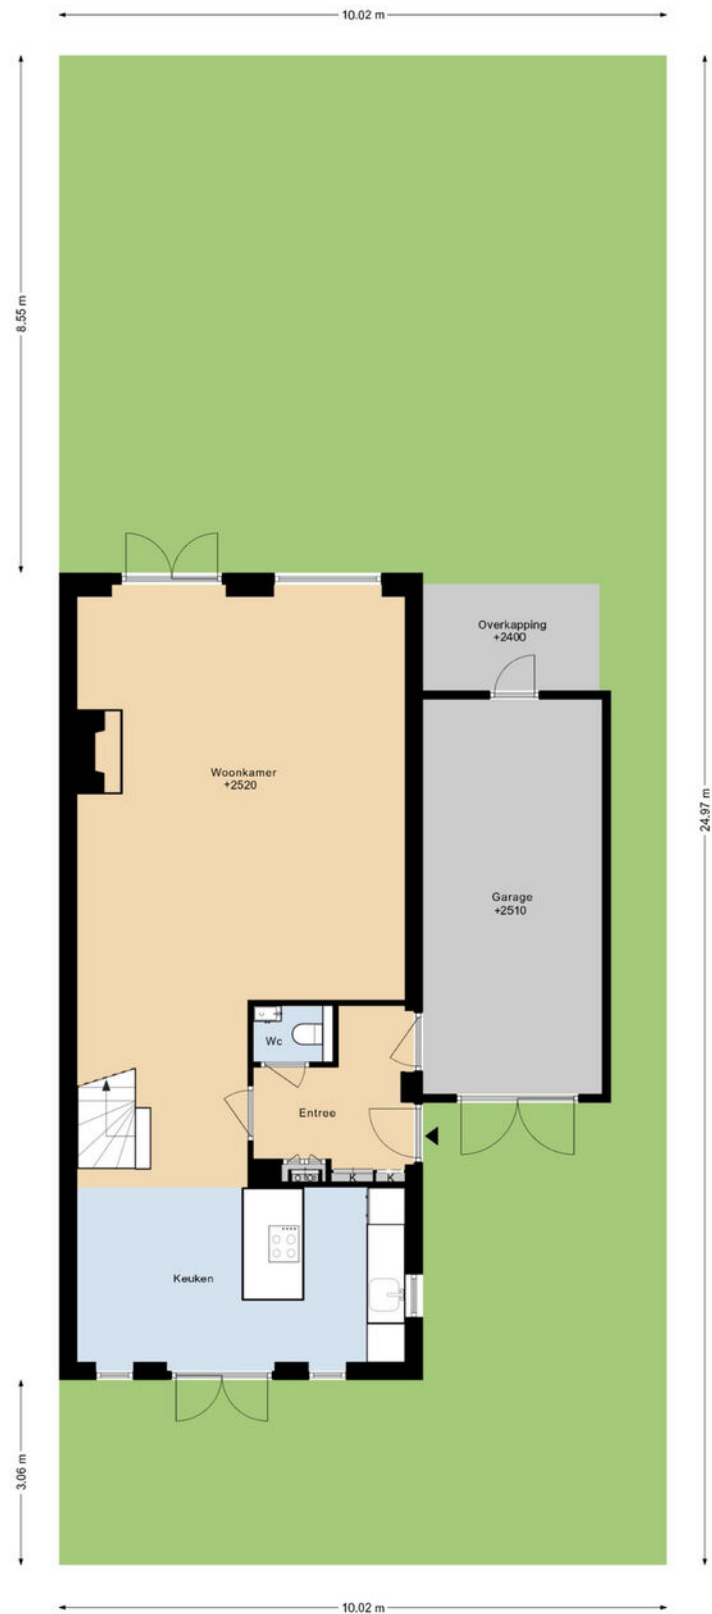 10.02 m
8.55 m
Overkapping
+2400
Woonkamer
+2520
24.97 m
Garage
+2510
Wc
Entree
K
K
Keuken
3.06 m
10.02 m